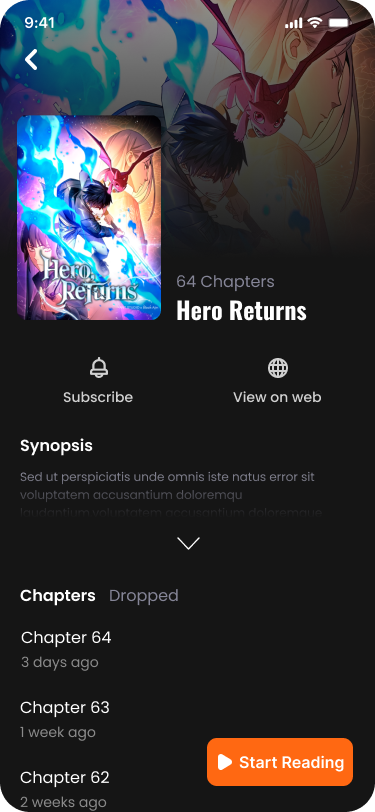 9:41
Hero
Returns
64 Chapters
Hero Returns
Subscribe
View on web
Synopsis
Sed ut perspiciatis unde omnis iste natus error sit
voluptatem accusantium doloremqu
laudantium voluptatem accusantium doloremque
Chapters Dropped
Chapter 64
3 days ago
Chapter 63
1 week ago
Chapter 62
2 weeks ago
Start Reading